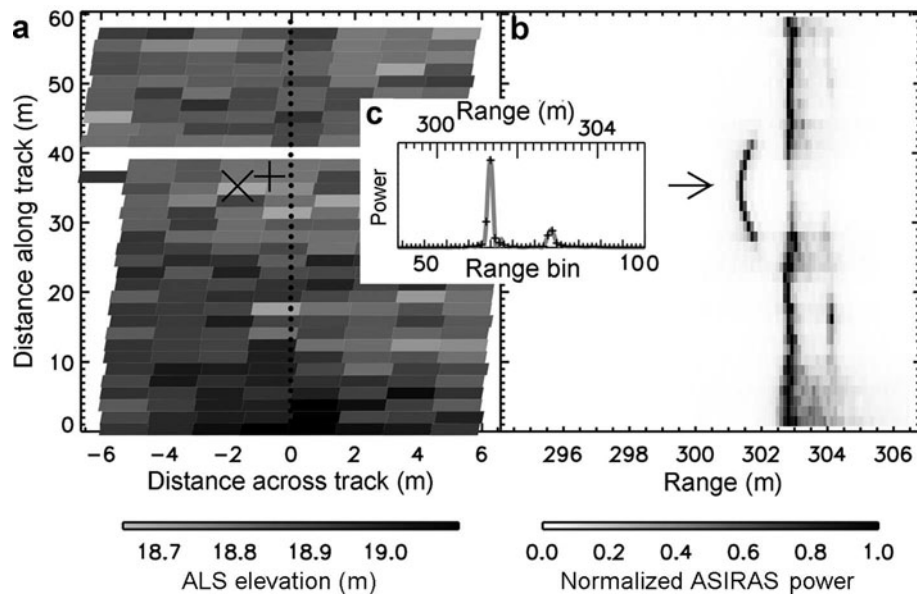 a
b
60
50
40
30
20
10
0
Distance along track (m)
−6 −4 −2 0 2 4 6
Distance across track (m)
c
Range (m)
300 304
Power
50 100
Range bin
296 298 300 302 304 306
Range (m)
18.7 18.8 18.9 19.0
ALS elevation (m)
0.0 0.2 0.4 0.6 0.8 1.0
Normalized ASIRAS power